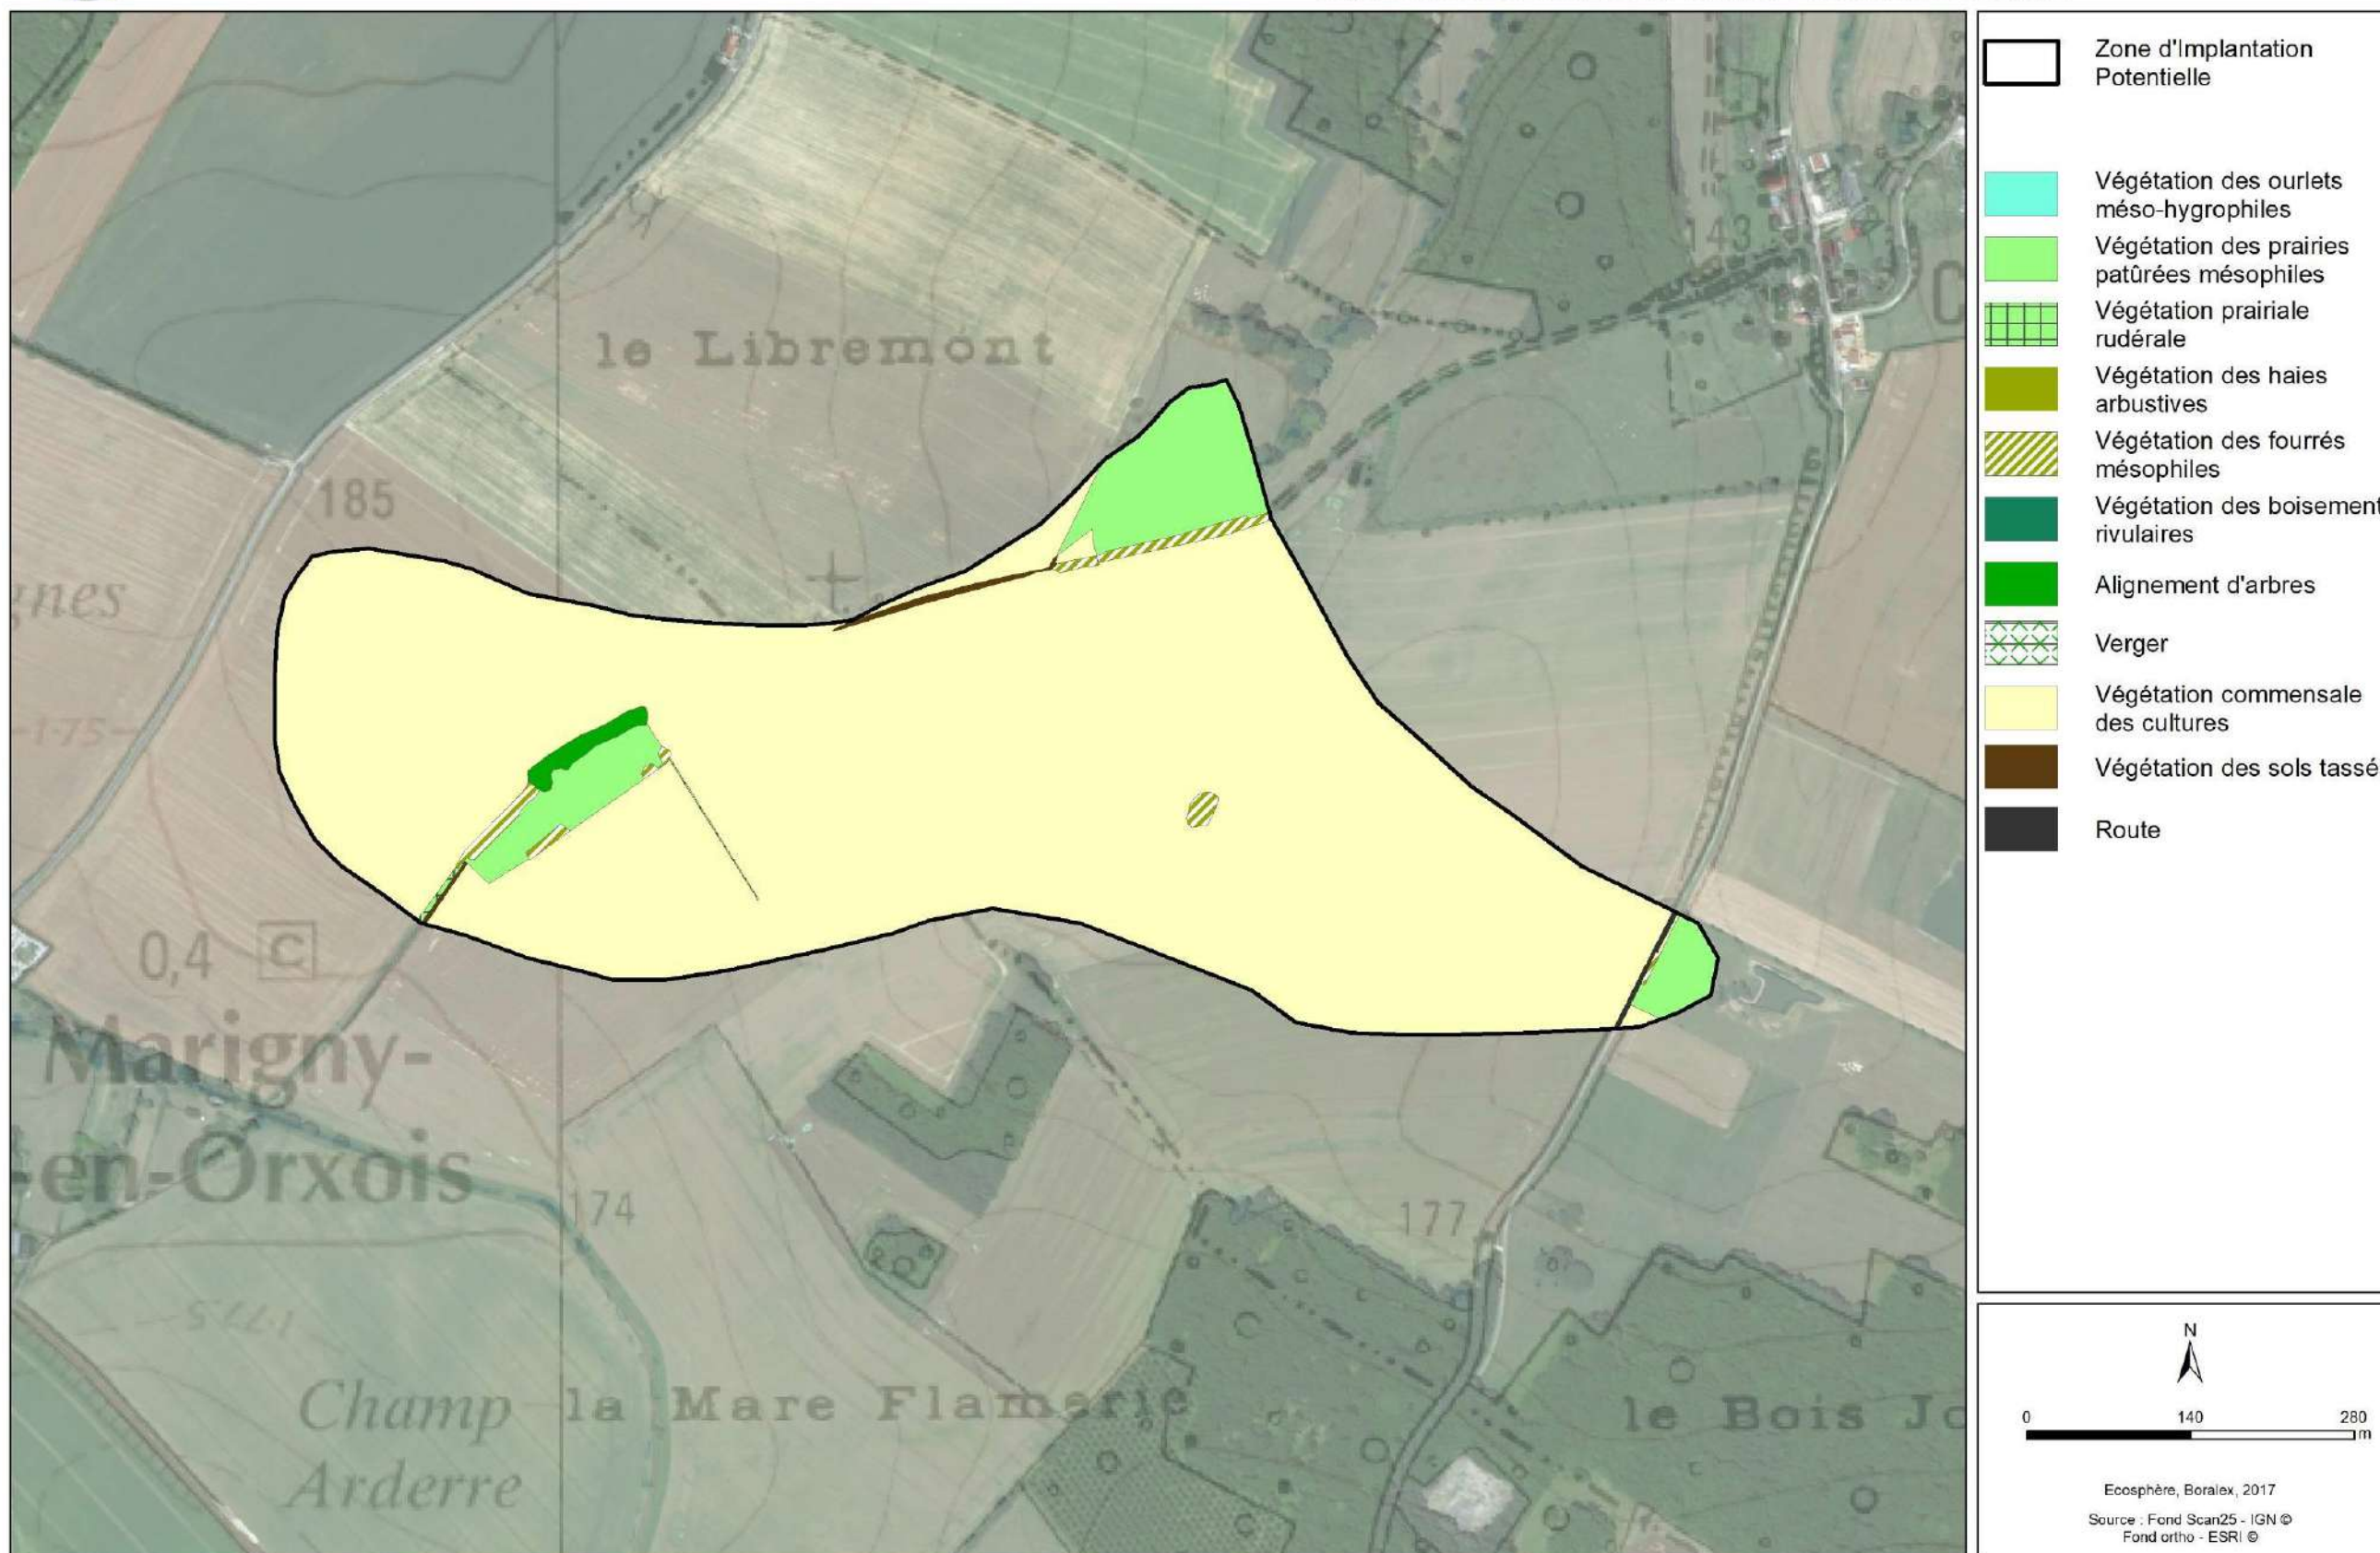 le Libremont
143
185
gnes
175
0,4 C
Marigny-
-en-Orxois
174
177
177,5
Champ
Arderre
la Mare Flamerie
le Bois Jo
Zone d'Implantation
Potentielle
Végétation des ourlets
méso-hygrophiles
Végétation des prairies
patûrées mésophiles
Végétation prairiale
rudérale
Végétation des haies
arbustives
Végétation des fourrés
mésophiles
Végétation des boisement
rivulaires
Alignement d'arbres
Verger
Végétation commensale
des cultures
Végétation des sols tassé
Route
N
0 140 280
m
Ecosphère, Boralex, 2017
Source : Fond Scan25 - IGN ©
Fond ortho - ESRI ©